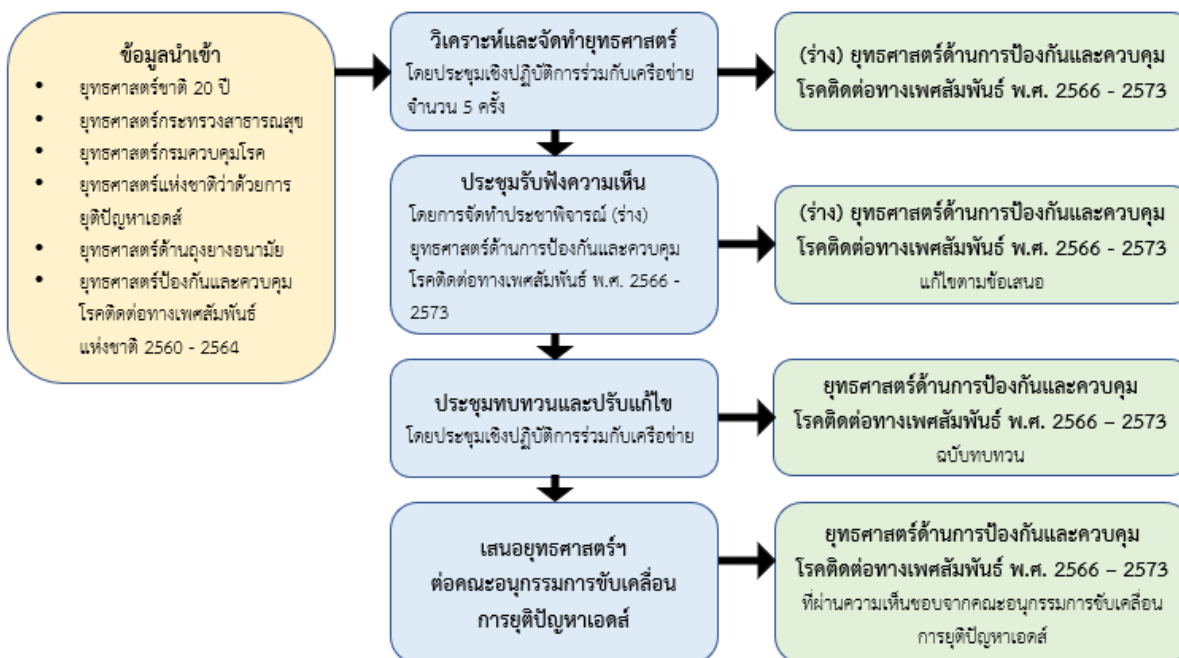 ข้อมูลนำเข้า
• ยุทธศาสตร์ชาติ 20 ปี
• ยุทธศาสตร์กระทรวงสาธารณสุข
• ยุทธศาสตร์กรมควบคุมโรค
• ยุทธศาสตร์แห่งชาติว่าด้วยการ
ยุติปัญหาเอดส์
• ยุทธศาสตร์ด้านถุงยางอนามัย
• ยุทธศาสตร์ป้องกันและควบคุม
โรคติดต่อทางเพศสัมพันธ์
แห่งชาติ 2560 - 2564
วิเคราะห์และจัดทำยุทธศาสตร์
โดยประชุมเชิงปฏิบัติการร่วมกับเครือข่าย
จำนวน 5 ครั้ง
(ร่าง) ยุทธศาสตร์ด้านการป้องกันและควบคุม
โรคติดต่อทางเพศสัมพันธ์ พ.ศ. 2566 - 2573
ประชุมรับฟังความเห็น
โดยการจัดทำประชาพิจารณ์ (ร่าง)
ยุทธศาสตร์ด้านการป้องกันและควบคุม
โรคติดต่อทางเพศสัมพันธ์ พ.ศ. 2566 -
2573
(ร่าง) ยุทธศาสตร์ด้านการป้องกันและควบคุม
โรคติดต่อทางเพศสัมพันธ์ พ.ศ. 2566 - 2573
แก้ไขตามข้อเสนอ
ประชุมทบทวนและปรับแก้ไข
โดยประชุมเชิงปฏิบัติการร่วมกับเครือข่าย
ยุทธศาสตร์ด้านการป้องกันและควบคุม
โรคติดต่อทางเพศสัมพันธ์ พ.ศ. 2566 – 2573
ฉบับทบทวน
เสนอยุทธศาสตร์ฯ
ต่อคณะอนุกรรมการขับเคลื่อน
การยุติปัญหาเอดส์
ยุทธศาสตร์ด้านการป้องกันและควบคุม
โรคติดต่อทางเพศสัมพันธ์ พ.ศ. 2566 – 2573
ที่ผ่านความเห็นชอบจากคณะอนุกรรมการขับเคลื่อน
การยุติปัญหาเอดส์